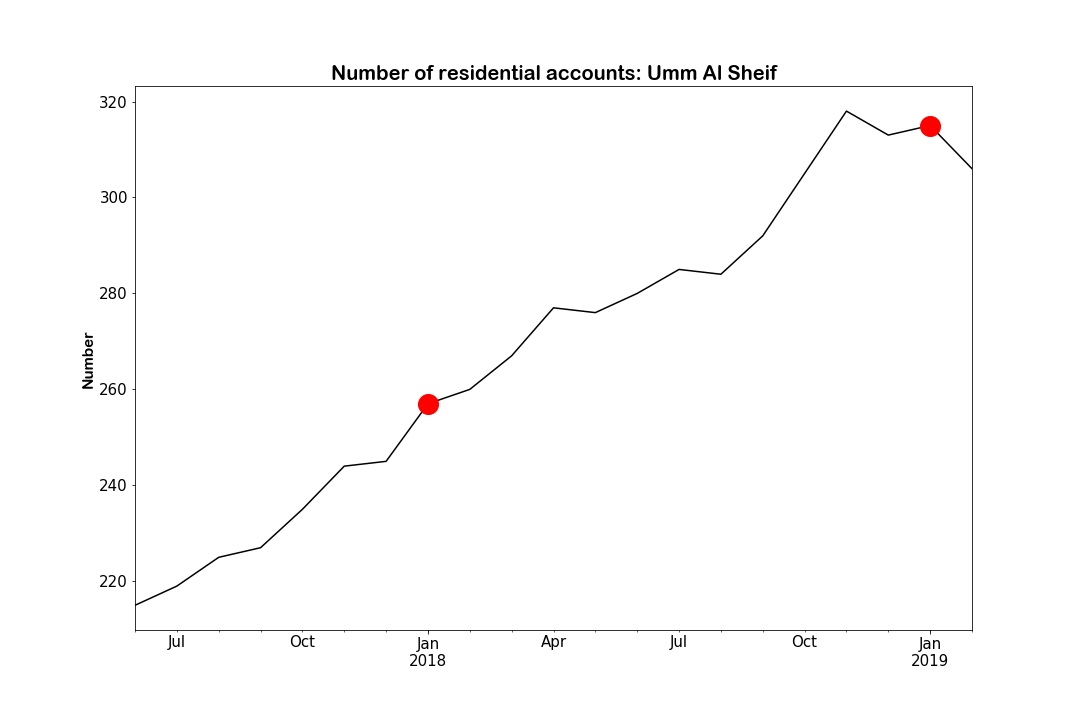 Number of residential accounts: Umm Al Sheif
320
300
280
260
240
220
Number
Jul
Oct
Jan
2018
Apr
Jul
Oct
Jan
2019